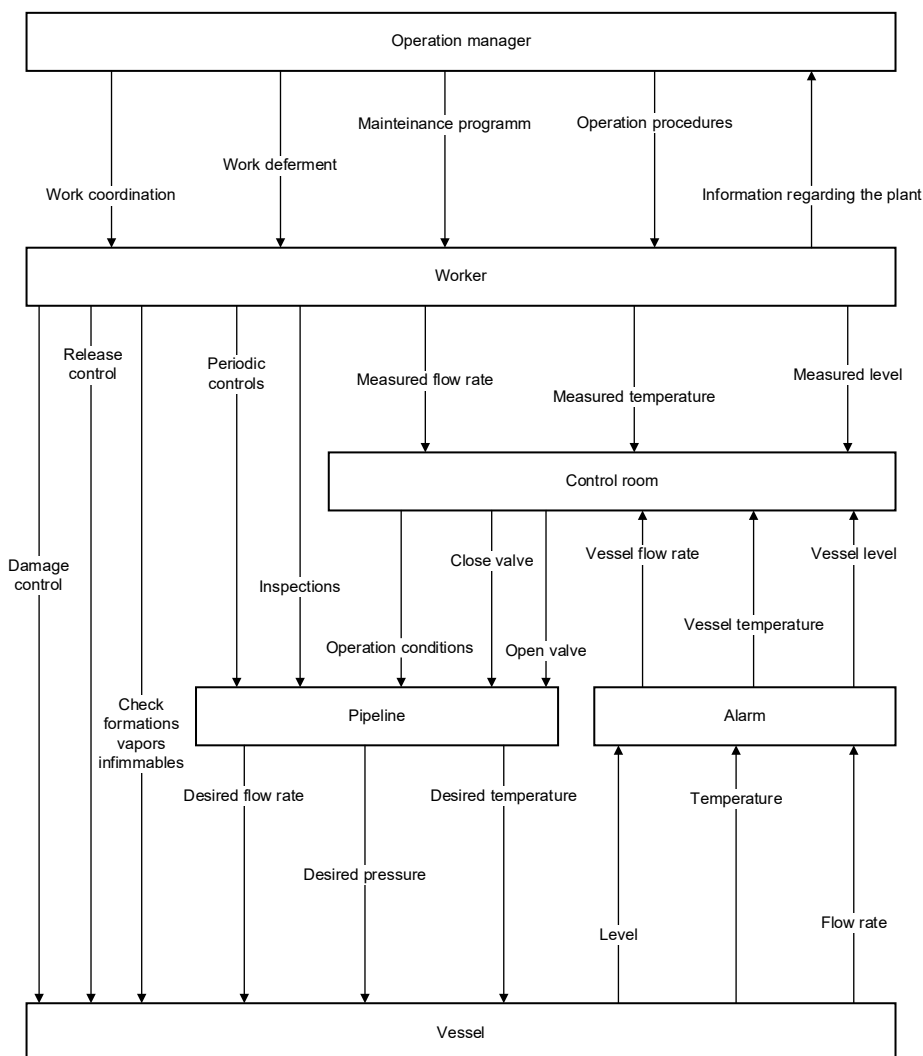 Operation manager
Mainteinance programm
Operation procedures
Work deferment
Work coordination
Information regarding the plant
Worker
Release
control
Periodic
controls
Measured flow rate
Measured temperature
Measured level
Control room
Damage
control
Inspections
Close valve
Vessel flow rate
Vessel level
Operation conditions
Open valve
Vessel temperature
Check
formations
vapors
infimmables
Pipeline
Alarm
Desired flow rate
Desired temperature
Temperature
Desired pressure
Level
Flow rate
Vessel